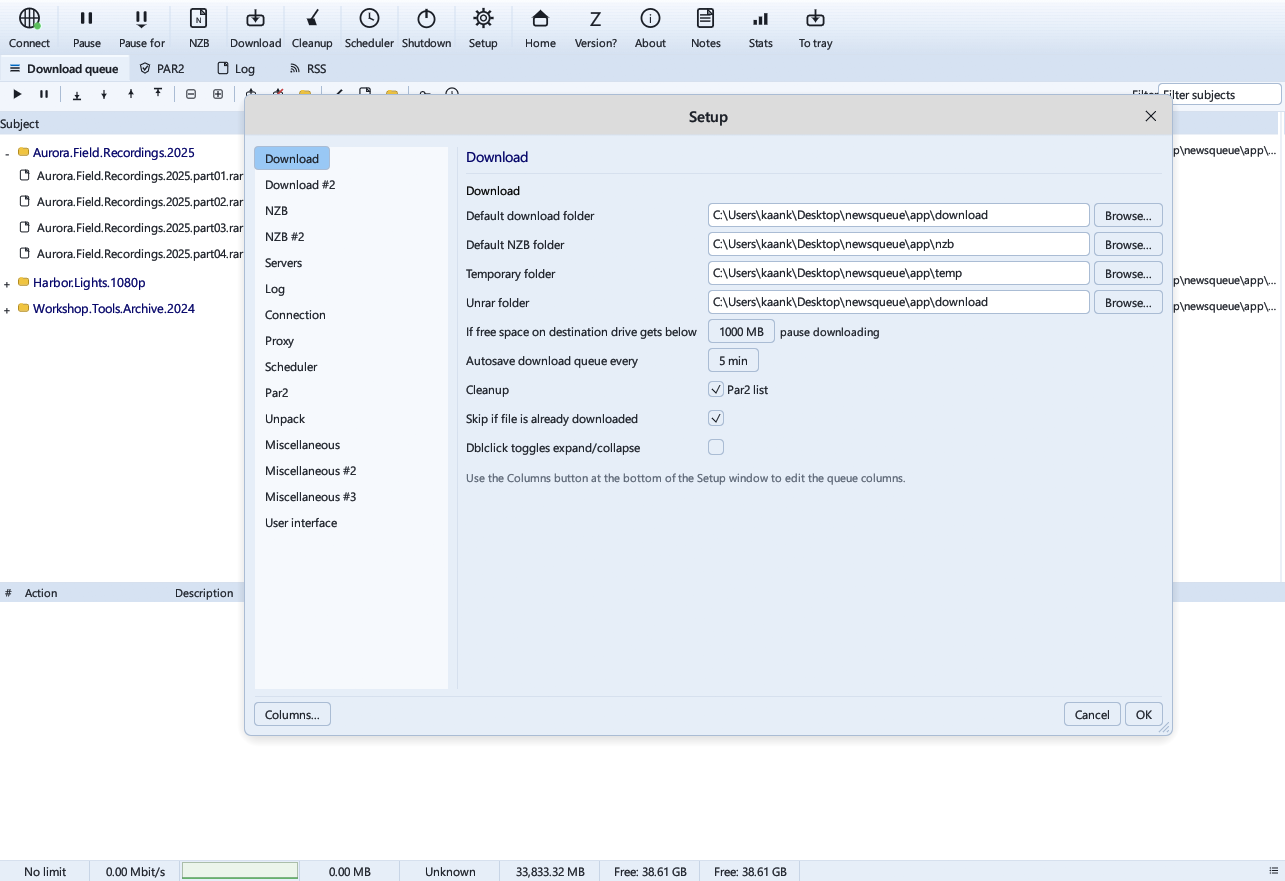 Connect Pause Pause for NZB Download Cleanup Scheduler Shutdown Setup Home Version? About Notes Stats To tray
Download queue PAR2 Log RSS
Filter subjects
Subject
- Aurora.Field.Recordings.2025
Aurora.Field.Recordings.2025.part01.rar
Aurora.Field.Recordings.2025.part02.rar
Aurora.Field.Recordings.2025.part03.rar
Aurora.Field.Recordings.2025.part04.rar
+ Harbor.Lights.1080p
+ Workshop.Tools.Archive.2024
p\newsqueue\app\...
p\newsqueue\app\...
p\newsqueue\app\...
Setup
Download
Download #2
NZB
NZB #2
Servers
Log
Connection
Proxy
Scheduler
Par2
Unpack
Miscellaneous
Miscellaneous #2
Miscellaneous #3
User interface
Download
Download
Default download folder C:\Users\kaank\Desktop\newsqueue\app\download Browse...
Default NZB folder C:\Users\kaank\Desktop\newsqueue\app\nzb Browse...
Temporary folder C:\Users\kaank\Desktop\newsqueue\app\temp Browse...
Unrar folder C:\Users\kaank\Desktop\newsqueue\app\download Browse...
If free space on destination drive gets below 1000 MB pause downloading
Autosave download queue every 5 min
Cleanup Par2 list
Skip if file is already downloaded
Dblclick toggles expand/collapse
Use the Columns button at the bottom of the Setup window to edit the queue columns.
Columns... Cancel OK
# Action Description
No limit 0.00 Mbit/s 0.00 MB Unknown 33,833.32 MB Free: 38.61 GB Free: 38.61 GB